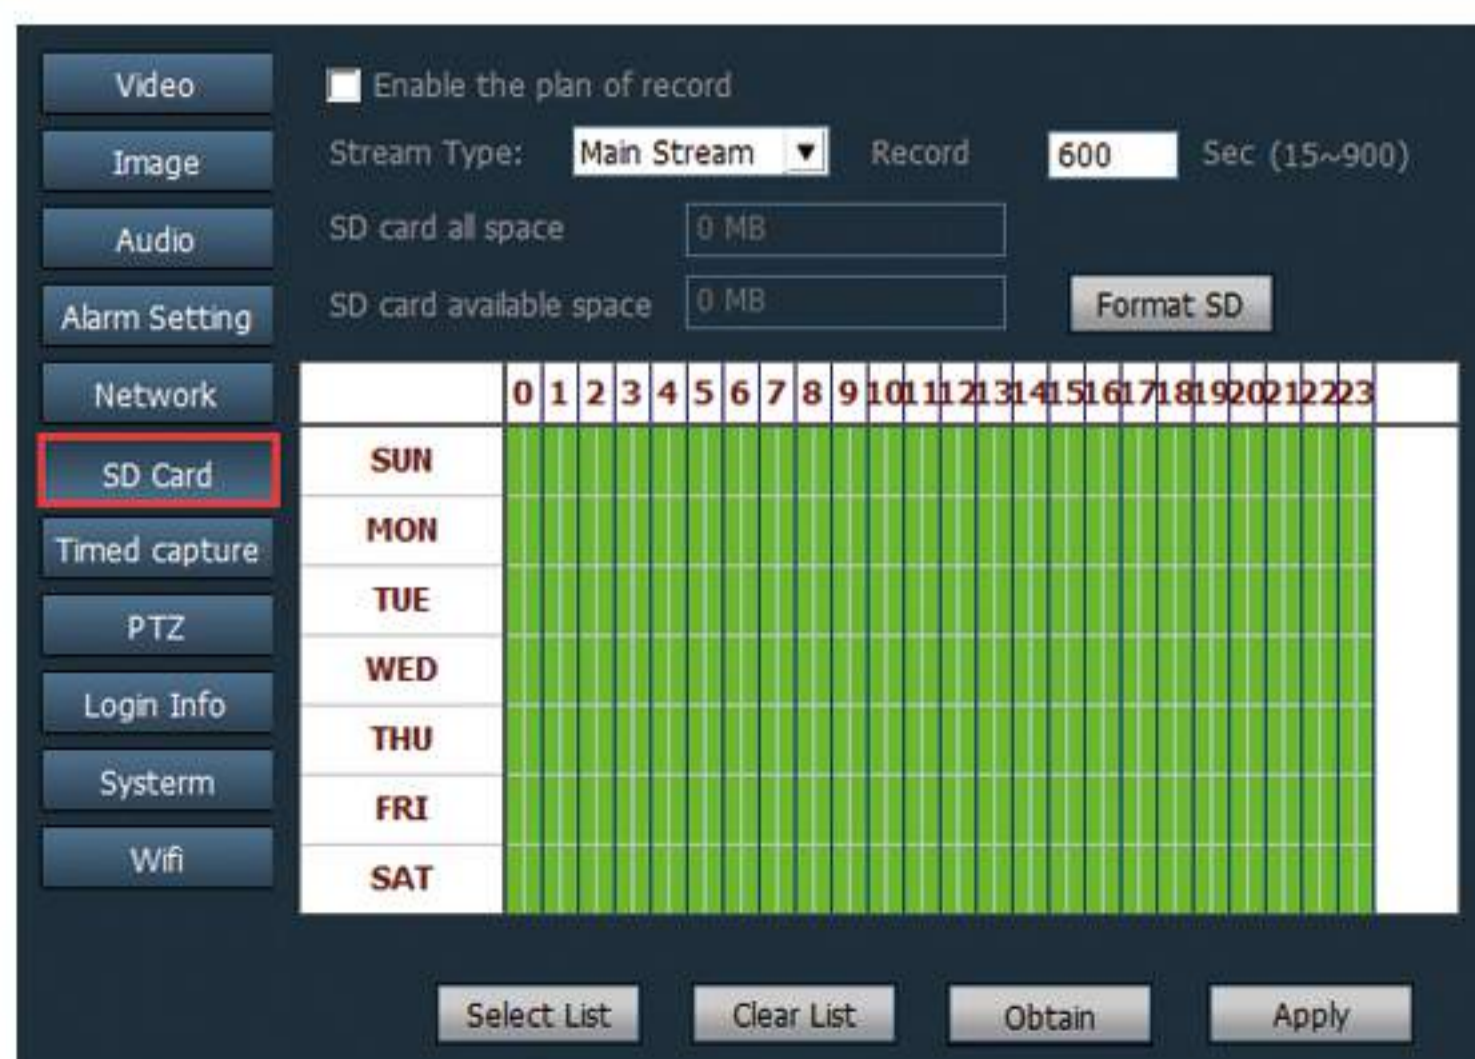 Video
Enable the plan of record
Image
Stream Type: Main Stream Record 600 Sec (15~900)
Audio
SD card all space 0 MB
Alarm Setting
SD card available space 0 MB Format SD
Network
0 1 2 3 4 5 6 7 8 9 10 11 12 13 14 15 16 17 18 19 20 21 22 23
SD Card
SUN
Timed capture
MON
TUE
PTZ
WED
Login Info
THU
Systerm
FRI
Wifi
SAT
Select List Clear List Obtain Apply